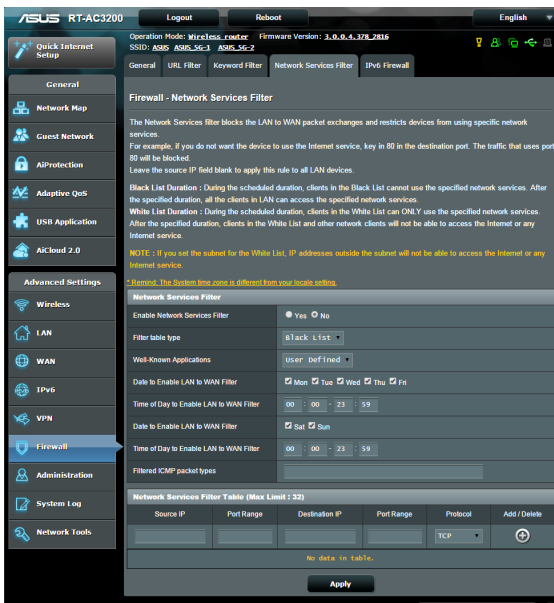 ASUS RT-AC3200
Logout
Reboot
English
Quick Internet
Setup
Operation Mode: Wireless router Firmware Version: 3.0.0.4.378_2816
SSID: ASUS ASUS_5G-1 ASUS_5G-2
General
URL Filter
Keyword Filter
Network Services Filter
IPv6 Firewall
General
Network Map
Guest Network
AiProtection
Adaptive QoS
USB Application
AiCloud 2.0
Advanced Settings
Wireless
LAN
WAN
IPv6
VPN
Firewall
Administration
System Log
Network Tools
Firewall - Network Services Filter
The Network Services filter blocks the LAN to WAN packet exchanges and restricts devices from using specific network
services.
For example, if you do not want the device to use the Internet service, key in 80 in the destination port. The traffic that uses port
80 will be blocked.
Leave the source IP field blank to apply this rule to all LAN devices.
Black List Duration : During the scheduled duration, clients in the Black List cannot use the specified network services. After
the specified duration, all the clients in LAN can access the specified network services.
White List Duration : During the scheduled duration, clients in the White List can ONLY use the specified network services.
After the specified duration, clients in the White List and other network clients will not be able to access the Internet or any
Internet service.
NOTE : If you set the subnet for the White List, IP addresses outside the subnet will not be able to access the Internet or any
Internet service.
* Remind: The System time zone is different from your locale setting.
Network Services Filter
Enable Network Services Filter Yes No
Filter table type Black List
Well-Known Applications User Defined
Date to Enable LAN to WAN Filter Mon Tue Wed Thu Fri
Time of Day to Enable LAN to WAN Filter 00 : 00 - 23 : 59
Date to Enable LAN to WAN Filter Sat Sun
Time of Day to Enable LAN to WAN Filter 00 : 00 - 23 : 59
Filtered ICMP packet types
Network Services Filter Table (Max Limit : 32)
Source IP Port Range Destination IP Port Range Protocol Add / Delete
TCP
No data in table.
Apply